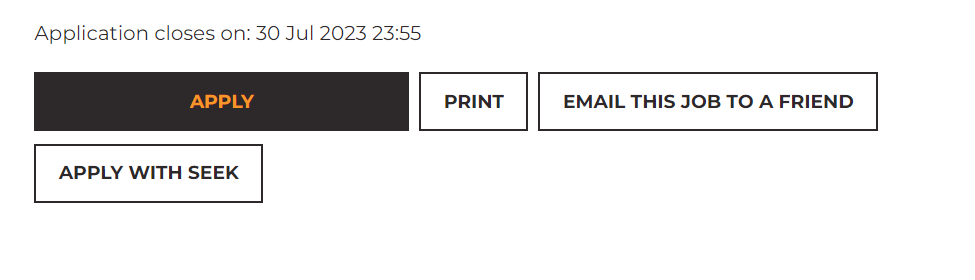 Application closes on: 30 Jul 2023 23:55
APPLY
PRINT
EMAIL THIS JOB TO A FRIEND
APPLY WITH SEEK